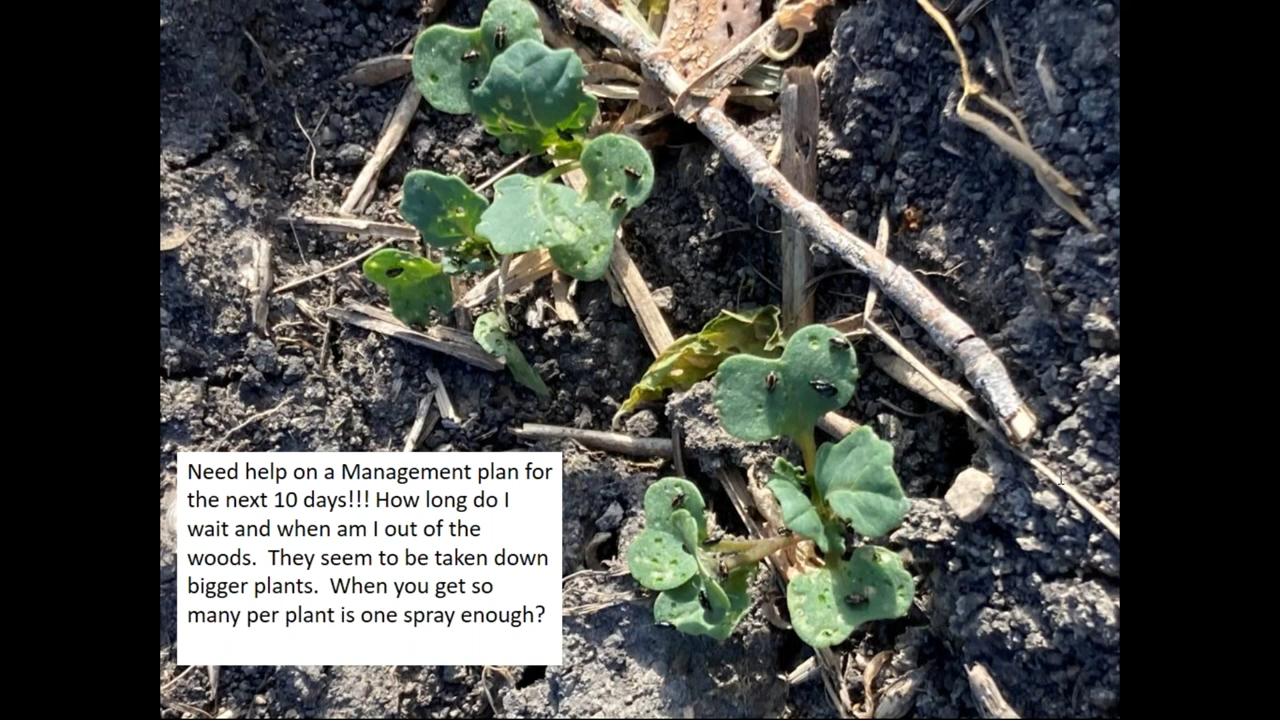 Need help on a Management plan for
the next 10 days!!! How long do I
wait and when am I out of the
woods.  They seem to be taken down
bigger plants.  When you get so
many per plant is one spray enough?